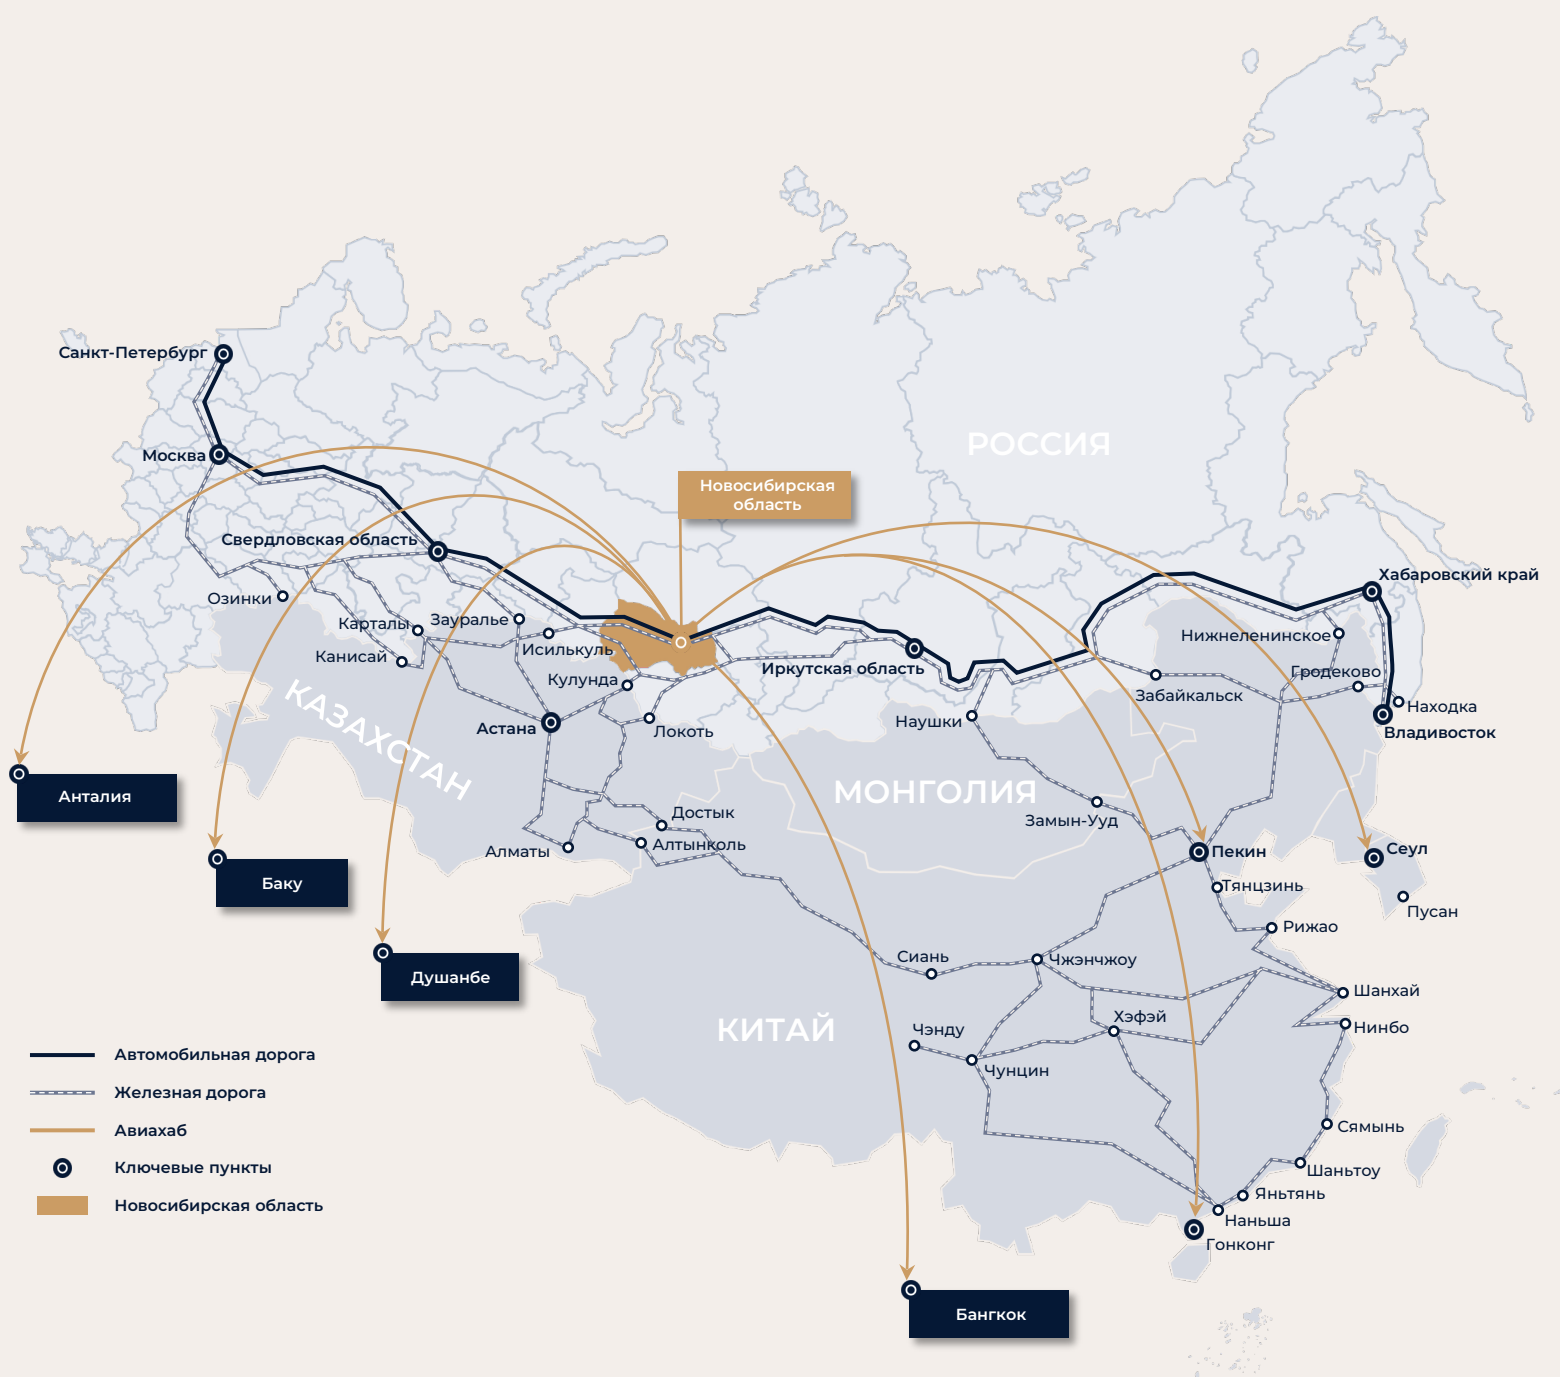 РОССИЯ
Санкт-Петербург
Москва
Новосибирская
область
Свердловская область
Хабаровский край
Озинки
Карталы
Зауралье
Исилькуль
Канисай
Нижнеленинское
Иркутская область
Гродеково
Кулунда
Забайкальск
КАЗАХСТАН
Астана
Локоть
Наушки
Находка
Владивосток
МОНГОЛИЯ
Анталия
Достык
Замын-Ууд
Алматы
Алтынколь
Пекин
Сеул
Баку
Тянцзинь
Пусан
Рижао
Душанбе
Сиань
Чжэнчжоу
Шанхай
КИТАЙ
Чэнду
Хэфэй
Нинбо
Чунцин
Автомобильная дорога
Железная дорога
Авиахаб
Ключевые пункты
Новосибирская область
Сямынь
Шаньтоу
Яньтянь
Наньша
Гонконг
Бангкок